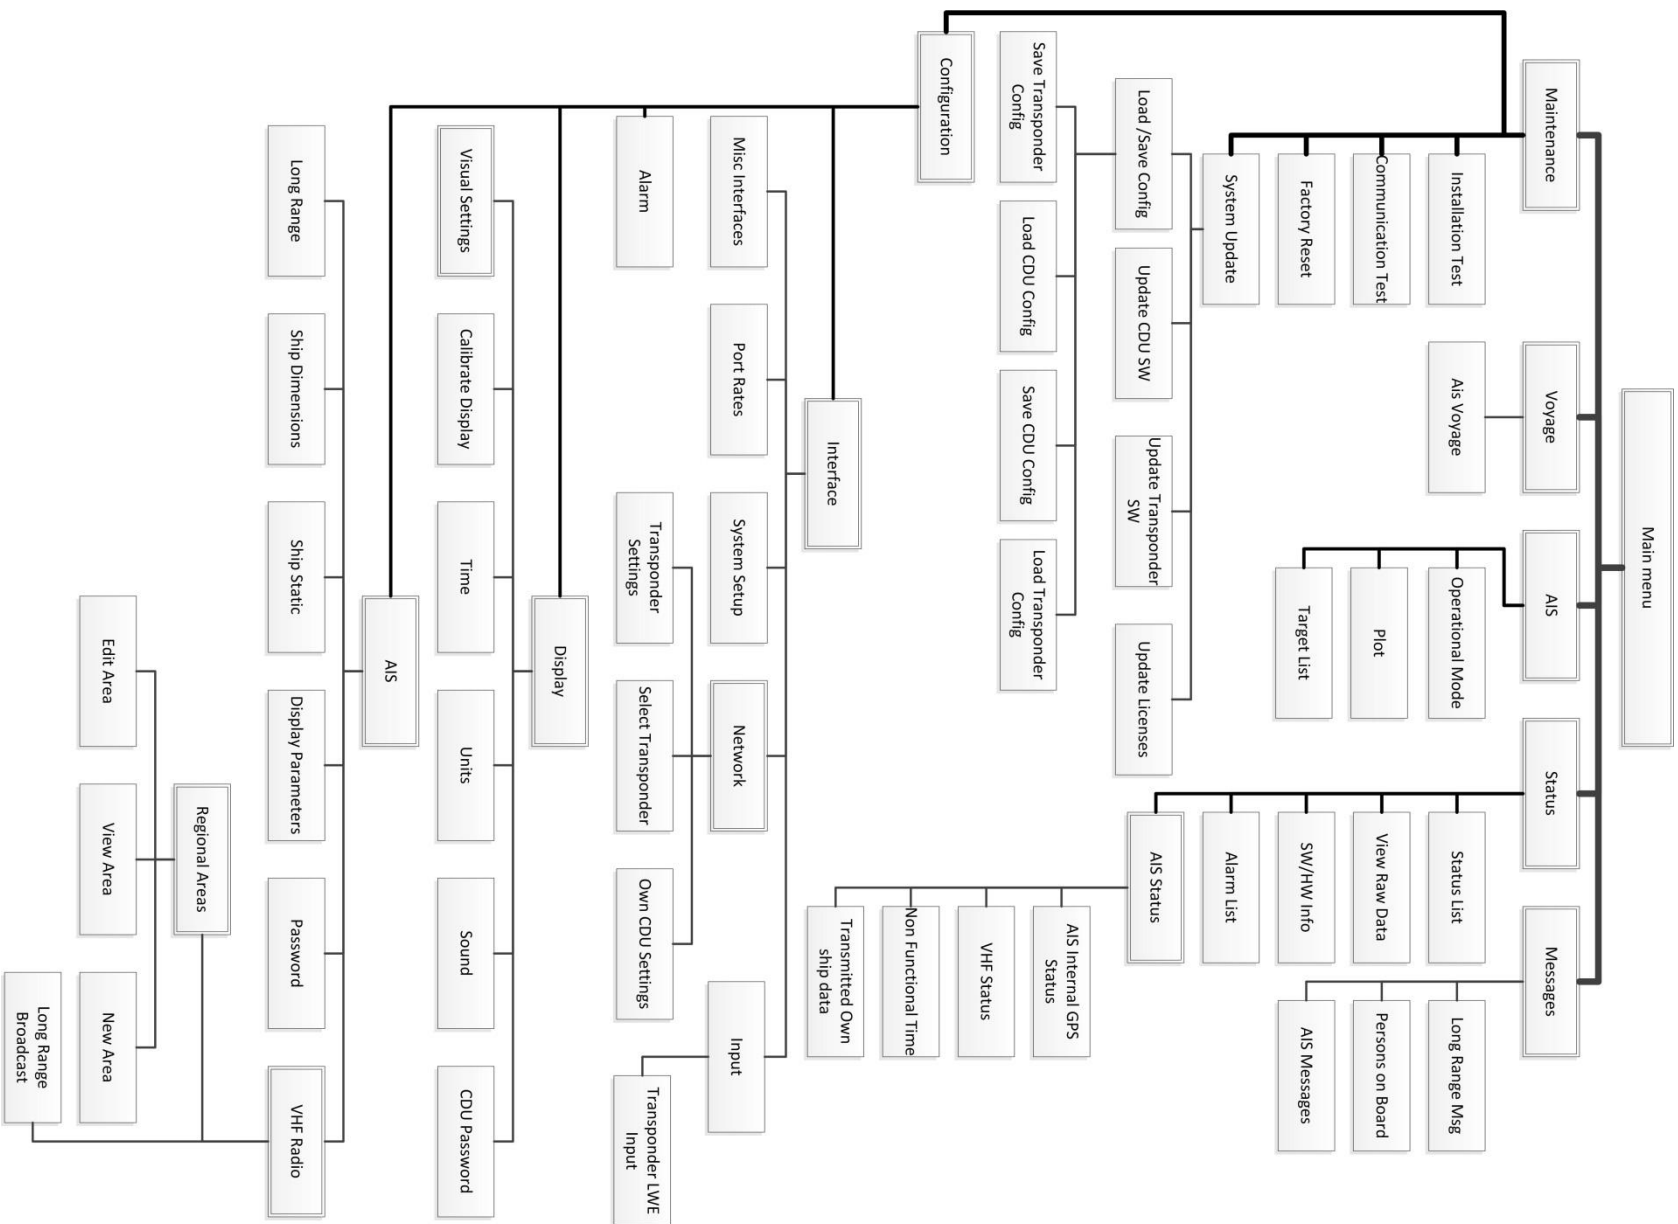 Main menu
Maintenance
Voyage
AIS
Status
Messages
Installation Test
Communication Test
Factory Reset
System Update
Ais Voyage
Operational Mode
Plot
Target List
Status List
View Raw Data
SW/HW Info
Alarm List
AIS Status
Long Range Msg
Persons on Board
AIS Messages
Load /Save Config
Update CDU SW
Update Transponder
SW
Update Licenses
AIS Internal GPS
Status
VHF Status
Non Functional Time
Transmitted Own
ship data
Save Transponder
Config
Load CDU Config
Save CDU Config
Load Transponder
Config
Configuration
Interface
Misc Interfaces
Port Rates
System Setup
Network
Input
Alarm
Transponder
Settings
Select Transponder
Own CDU Settings
Transponder LWE
Input
Display
Visual Settings
Calibrate Display
Time
Units
Sound
CDU Password
AIS
Long Range
Ship Dimensions
Ship Static
Display Parameters
Password
VHF Radio
Regional Areas
Edit Area
View Area
New Area
Long Range
Broadcast